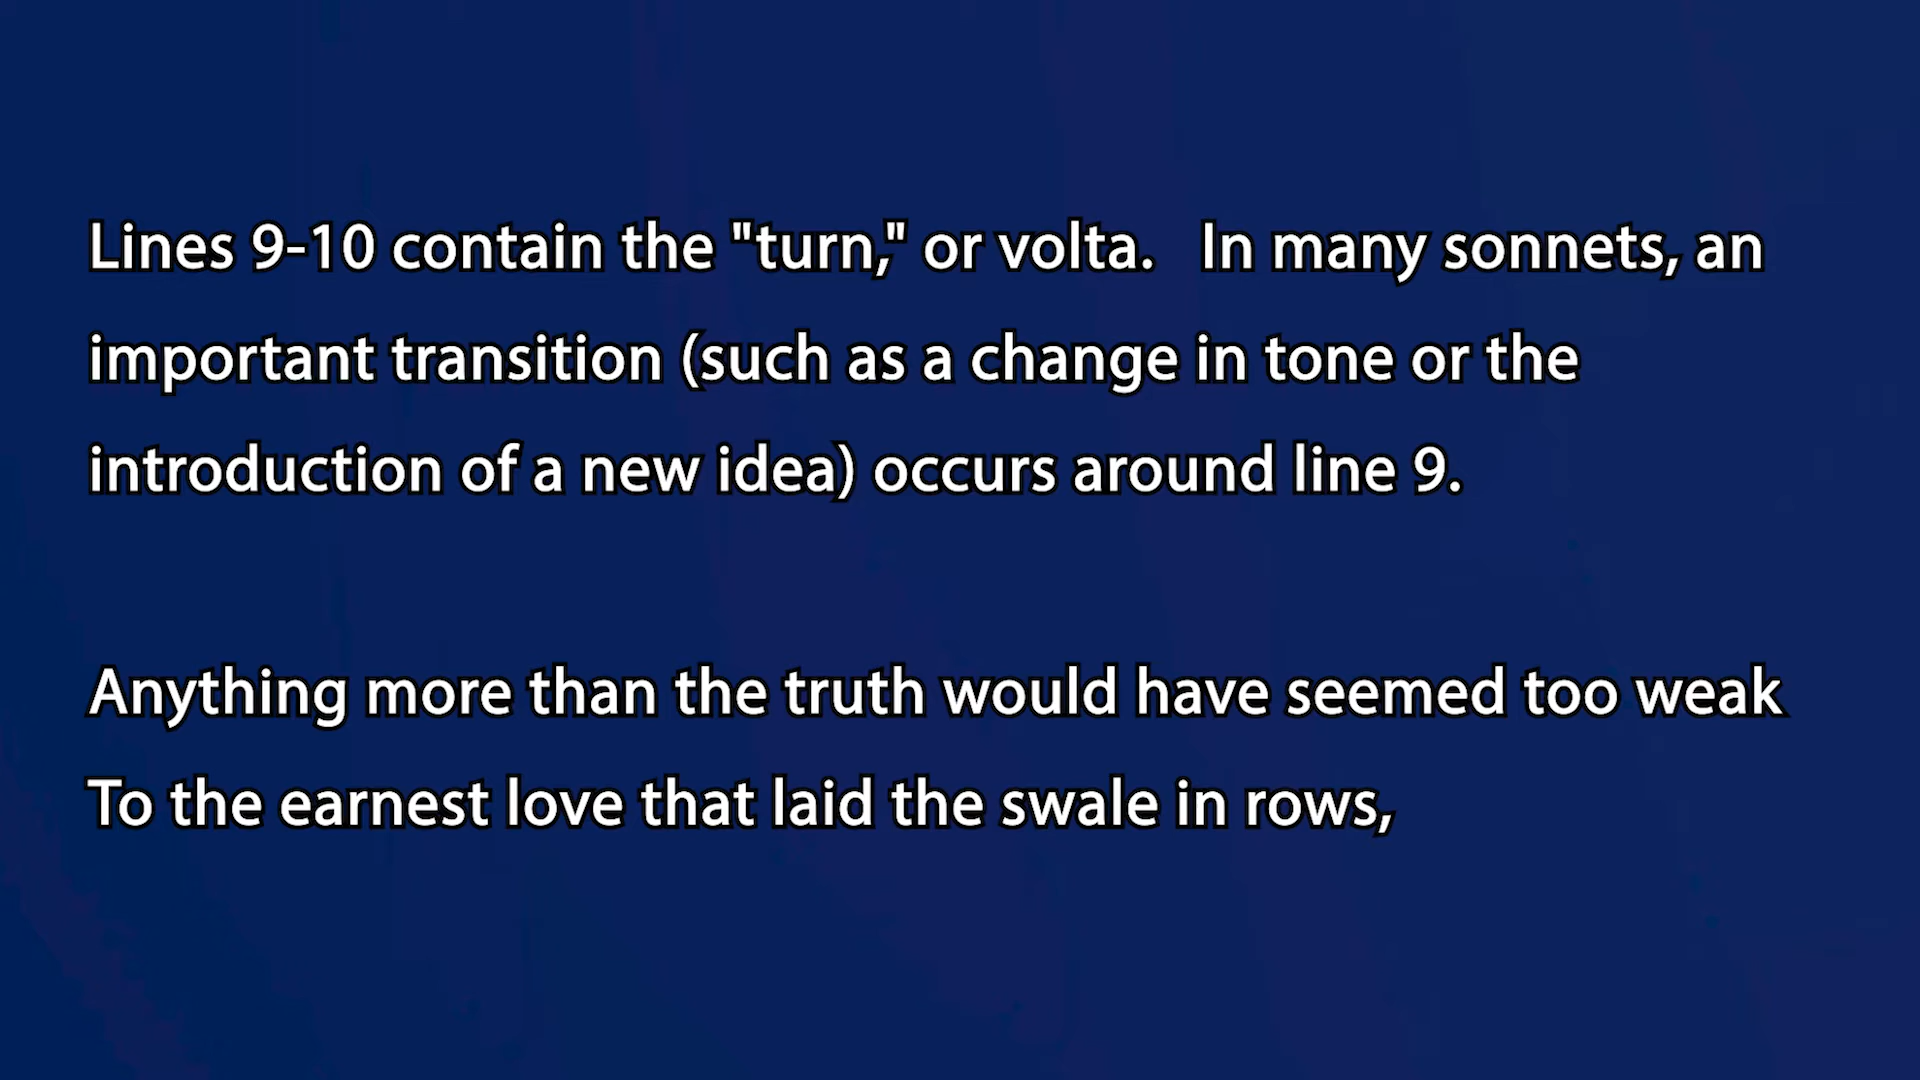 Lines 9-10 contain the "turn," or volta.   In many sonnets, an
important transition (such as a change in tone or the
introduction of a new idea) occurs around line 9.
Anything more than the truth would have seemed too weak
To the earnest love that laid the swale in rows,